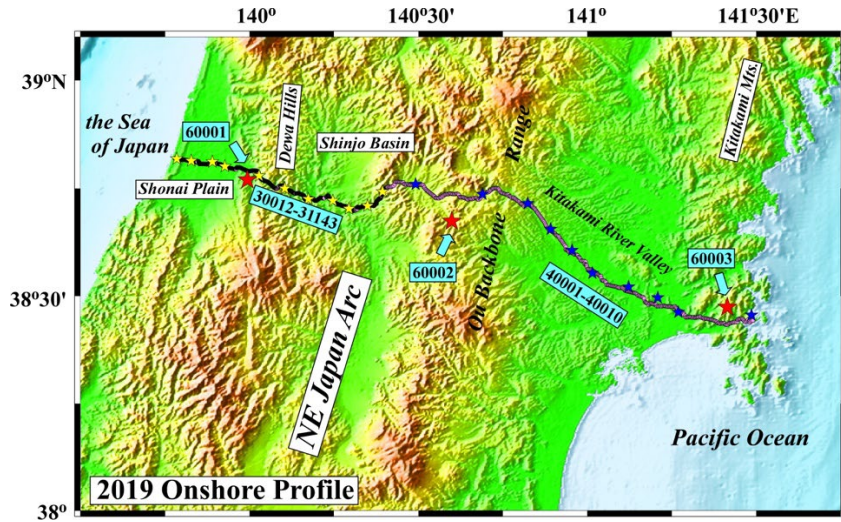 140°
140°30'
141°
141°30'E
39°N
38°30'
38°
the Sea
of Japan
60001
Dewa Hills
Shinjo Basin
Range
Kitakami Mts.
Shonai Plain
30012-31143
Kitakami River Valley
60002
Ou Backbone
40001-40010
60003
NE Japan Arc
Pacific Ocean
2019 Onshore Profile